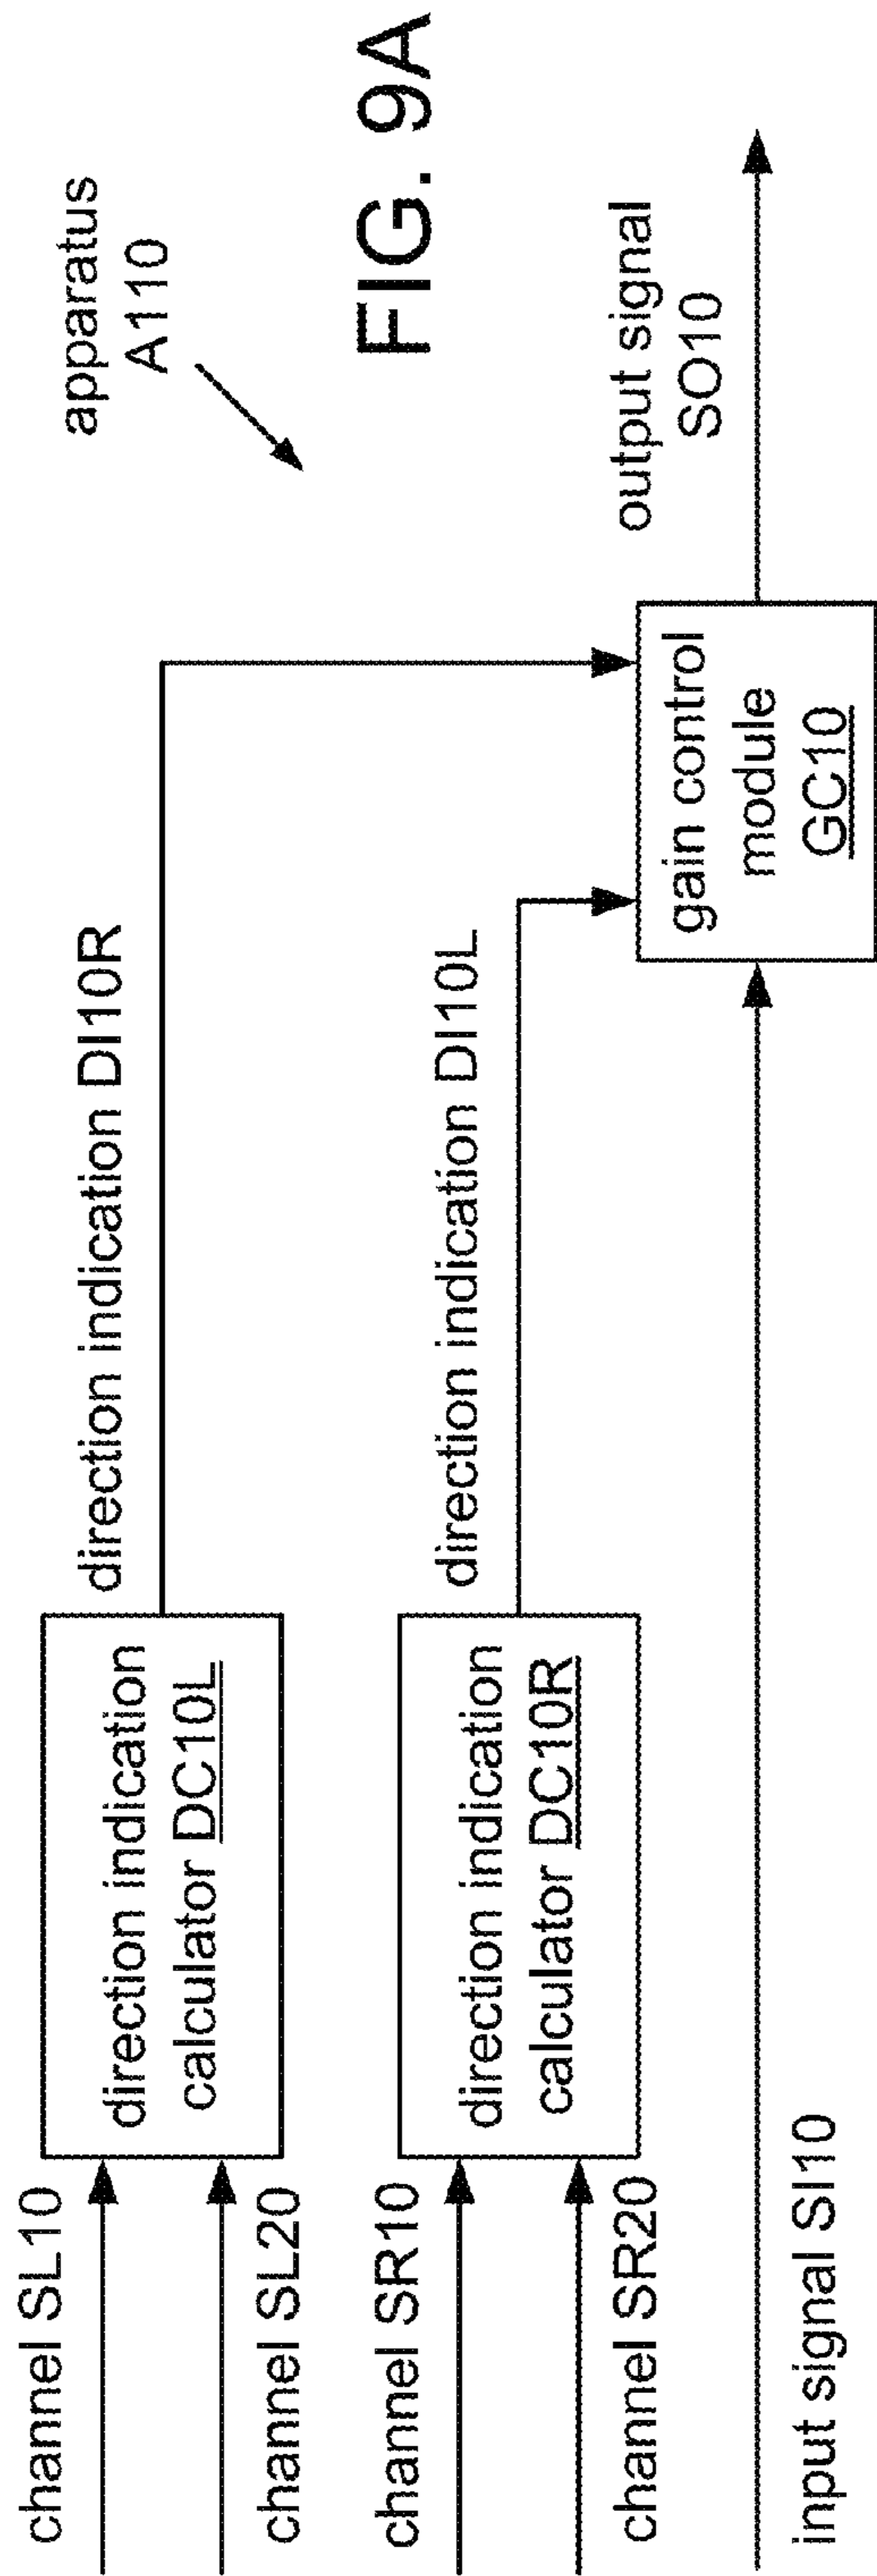 channel SL10
channel SL20
direction indication
calculator DC10L
direction indication DI10R
apparatus
A110
channel SR10
channel SR20
direction indication
calculator DC10R
direction indication DI10L
FIG. 9A
input signal SI10
gain control
module
GC10
output signal
SO10